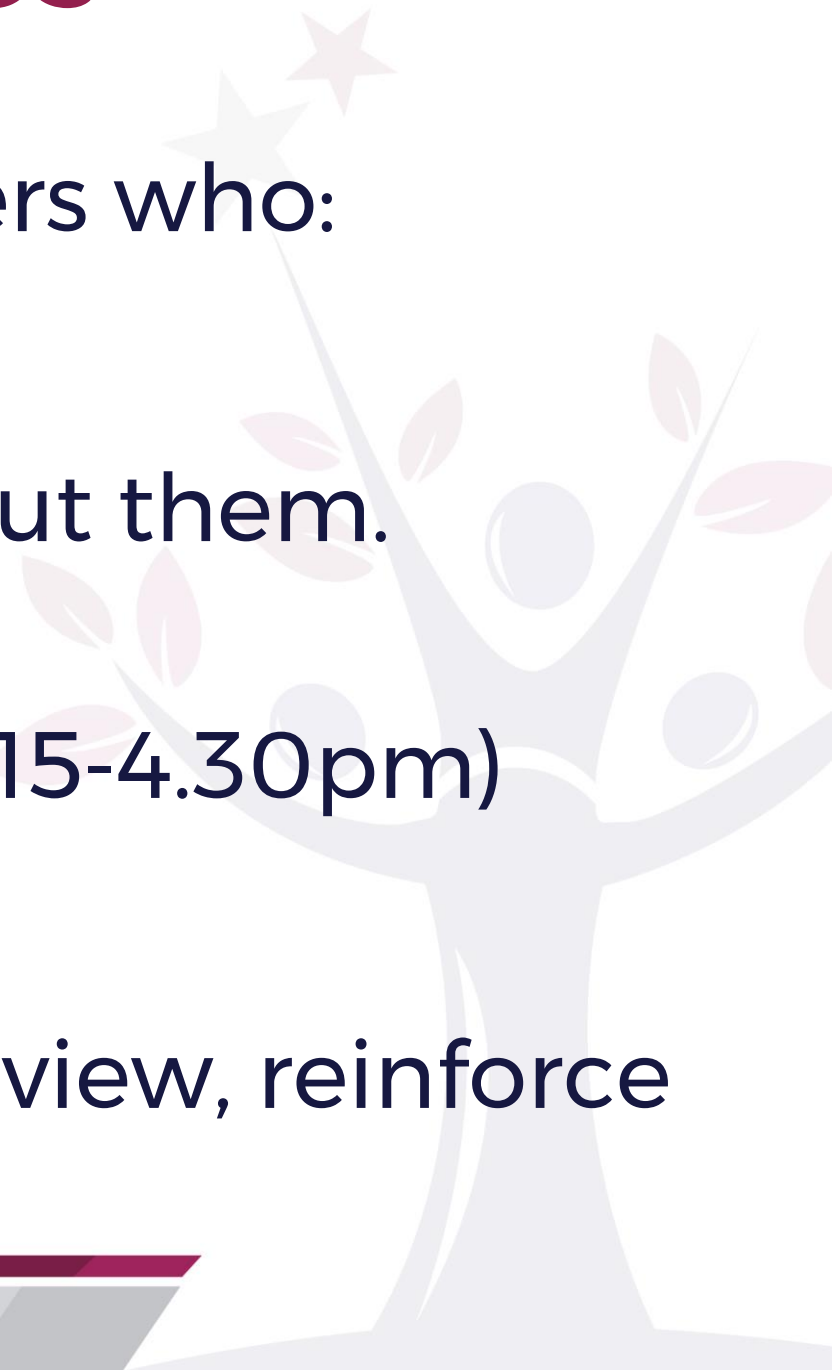 ers who:
ut them.
15-4.30pm)
view, reinforce